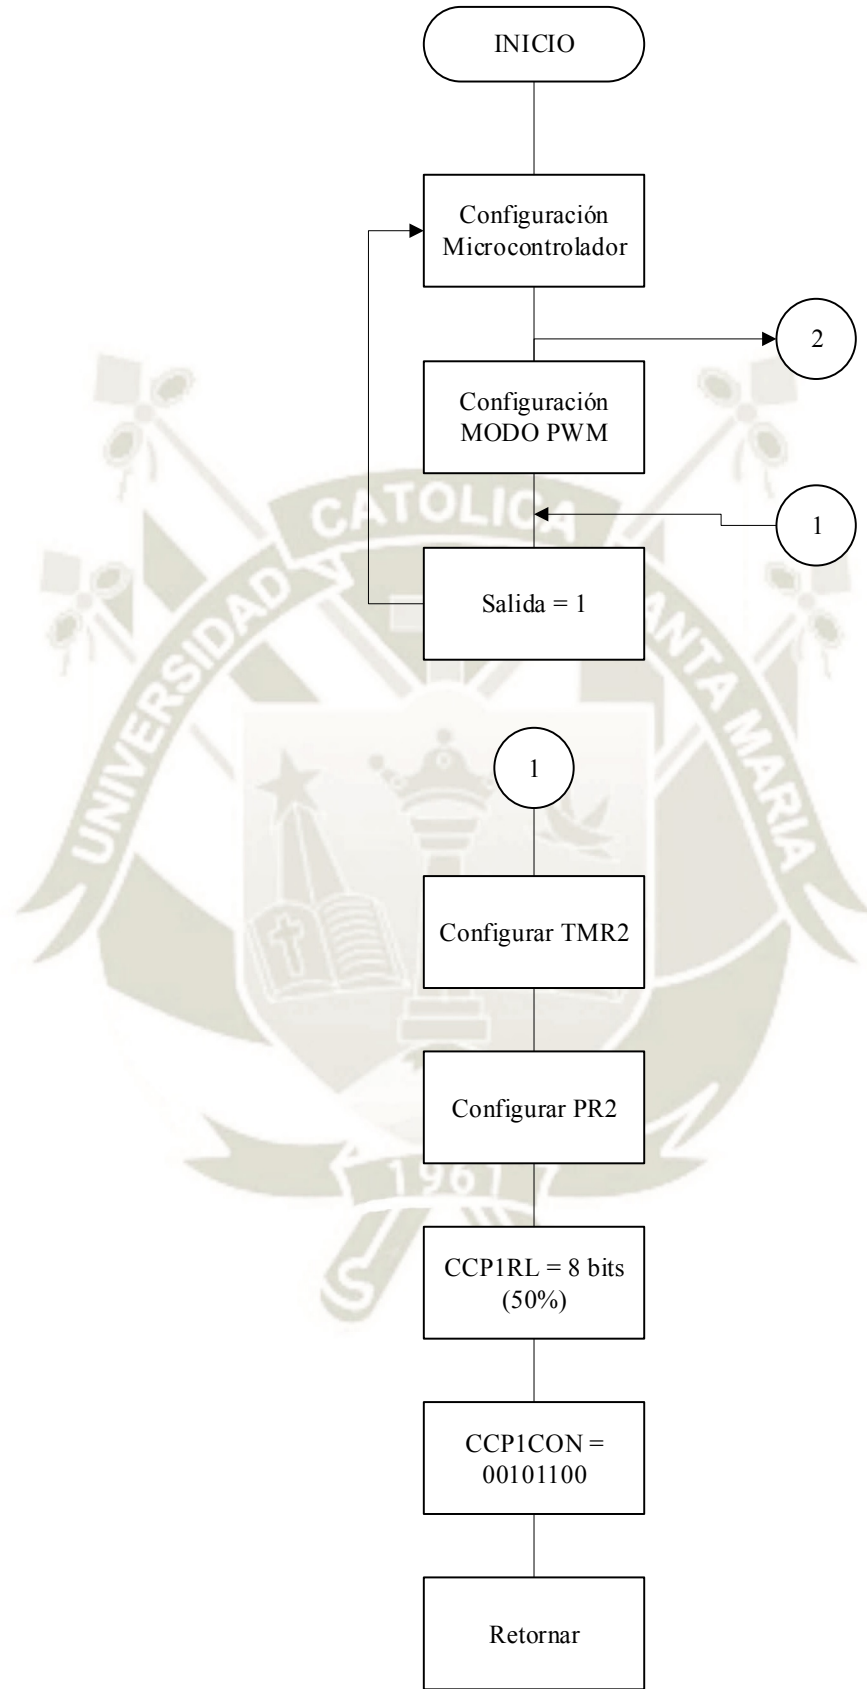 INICIO
Configuración
Microcontrolador
2
Configuración
MODO PWM
1
Salida = 1
UNIVERSIDAD CATOLICA SANTA MARIA
1
Configurar TMR2
Configurar PR2
1961
CCP1RL = 8 bits
(50%)
S
CCP1CON =
00101100
Retornar